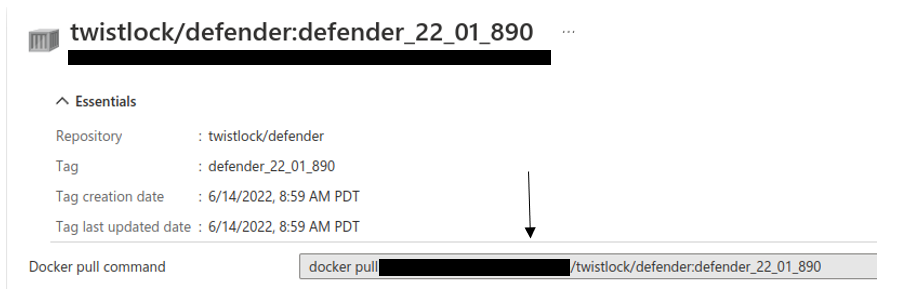 twistlock/defender:defender_22_01_890 ...
Essentials
Repository : twistlock/defender
Tag : defender_22_01_890
Tag creation date : 6/14/2022, 8:59 AM PDT
Tag last updated date : 6/14/2022, 8:59 AM PDT
Docker pull command docker pull /twistlock/defender:defender_22_01_890